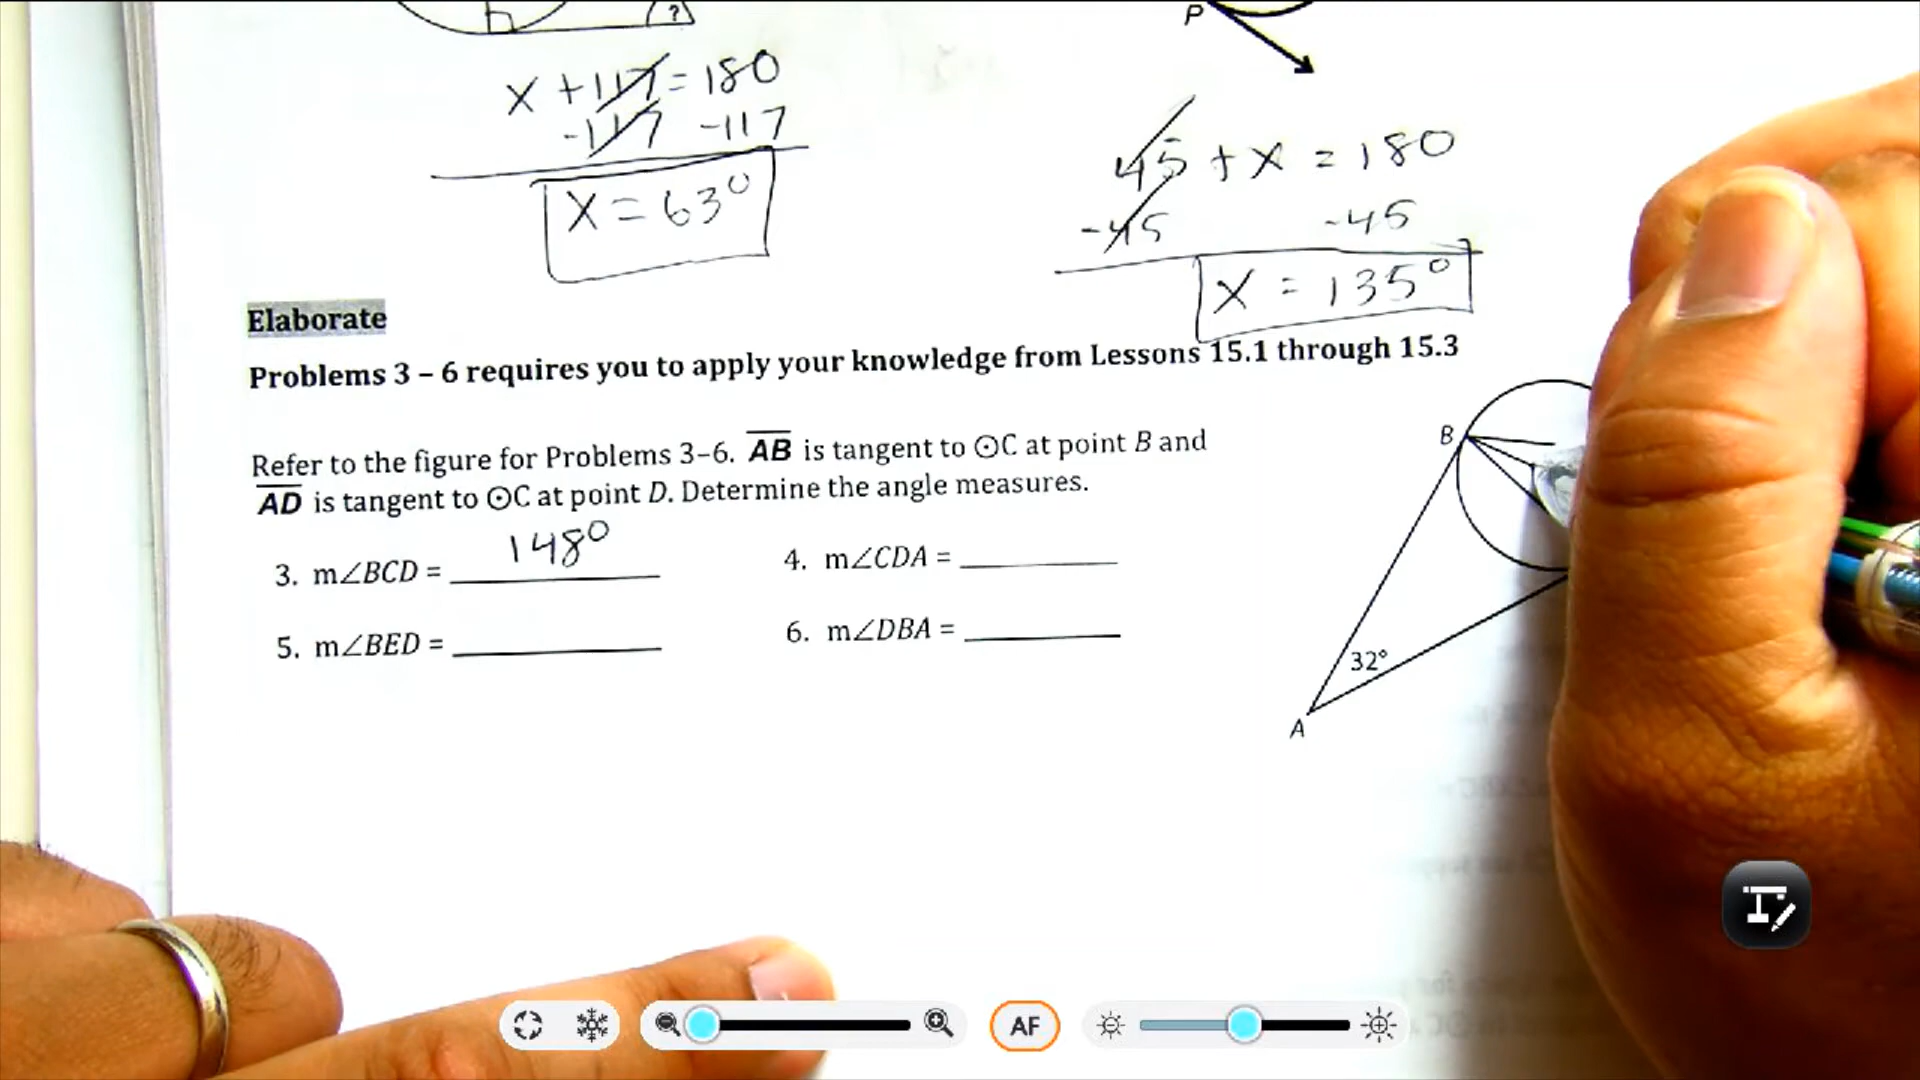 ?
P
x + 117 = 180
-117 -117
x = 63°
45 + x = 180
-45 -45
x = 135°
Elaborate
Problems 3 – 6 requires you to apply your knowledge from Lessons 15.1 through 15.3
Refer to the figure for Problems 3–6. AB is tangent to ⊙C at point B and
AD is tangent to ⊙C at point D. Determine the angle measures.
3. m∠BCD = 148°
4. m∠CDA = ____________
5. m∠BED = ____________
6. m∠DBA = ____________
B
32°
A
AF